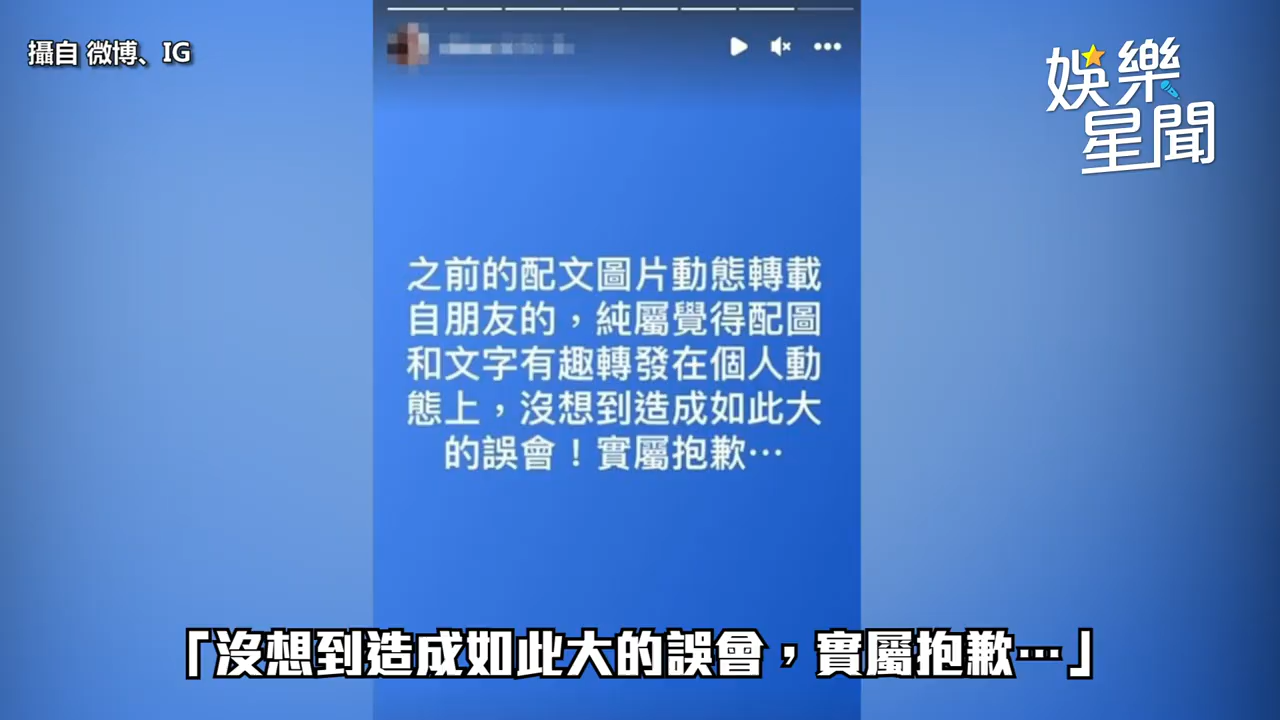 攝自 微博、IG
娛樂
星聞
之前的配文圖片動態轉載
自朋友的，純屬覺得配圖
和文字有趣轉發在個人動
態上，沒想到造成如此大
的誤會！實屬抱歉⋯
「沒想到造成如此大的誤會，實屬抱歉⋯」